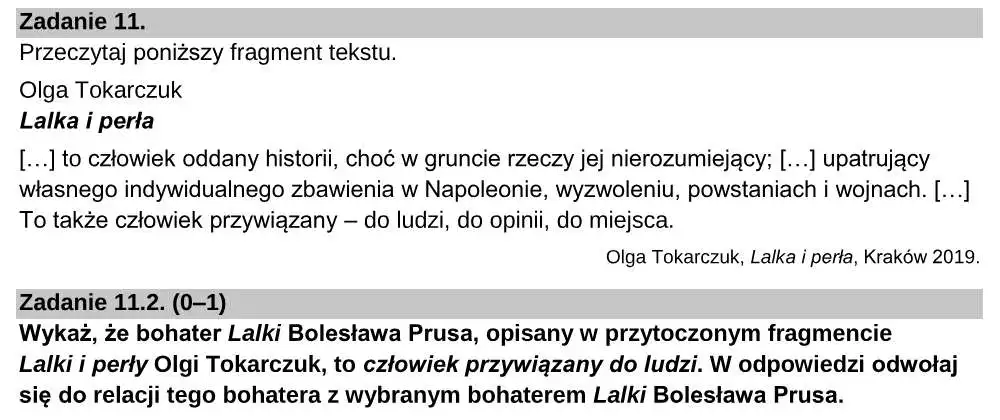 Zadanie 11.
Przeczytaj poniższy fragment tekstu.
Olga Tokarczuk
Lalka i perła
[…] to człowiek oddany historii, choć w gruncie rzeczy jej nierozumiejący; […] upatrujący
własnego indywidualnego zbawienia w Napoleonie, wyzwoleniu, powstaniach i wojnach. […]
To także człowiek przywiązany – do ludzi, do opinii, do miejsca.
Olga Tokarczuk, Lalka i perła, Kraków 2019.
Zadanie 11.2. (0–1)
Wykaż, że bohater Lalki Bolesława Prusa, opisany w przytoczonym fragmencie
Lalki i perły Olgi Tokarczuk, to człowiek przywiązany do ludzi. W odpowiedzi odwołaj
się do relacji tego bohatera z wybranym bohaterem Lalki Bolesława Prusa.